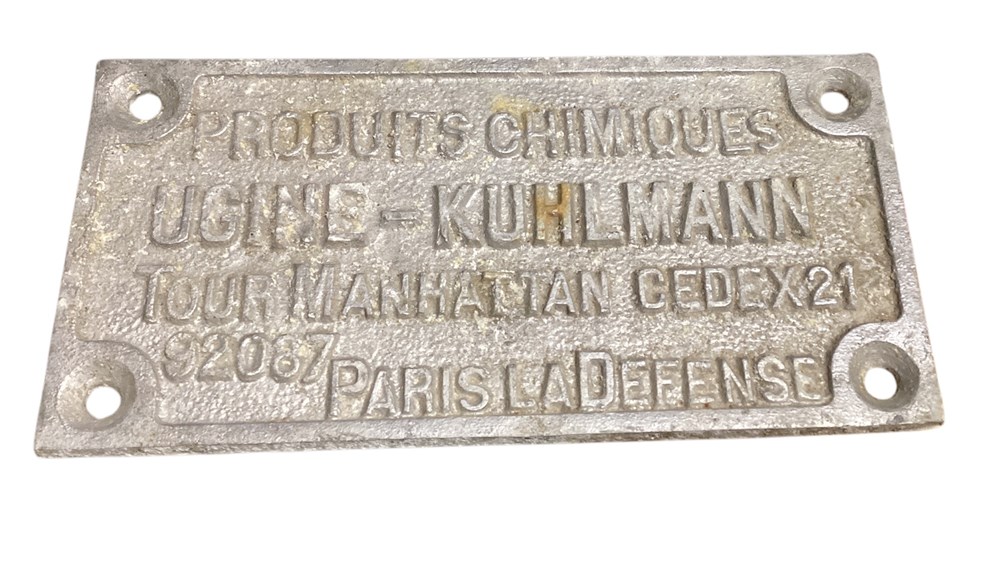 PRODUITS CHIMIQUES
UGINE-KUHLMANN
TOUR MANHATTAN CEDEX 21
92087 PARIS LA DEFENSE